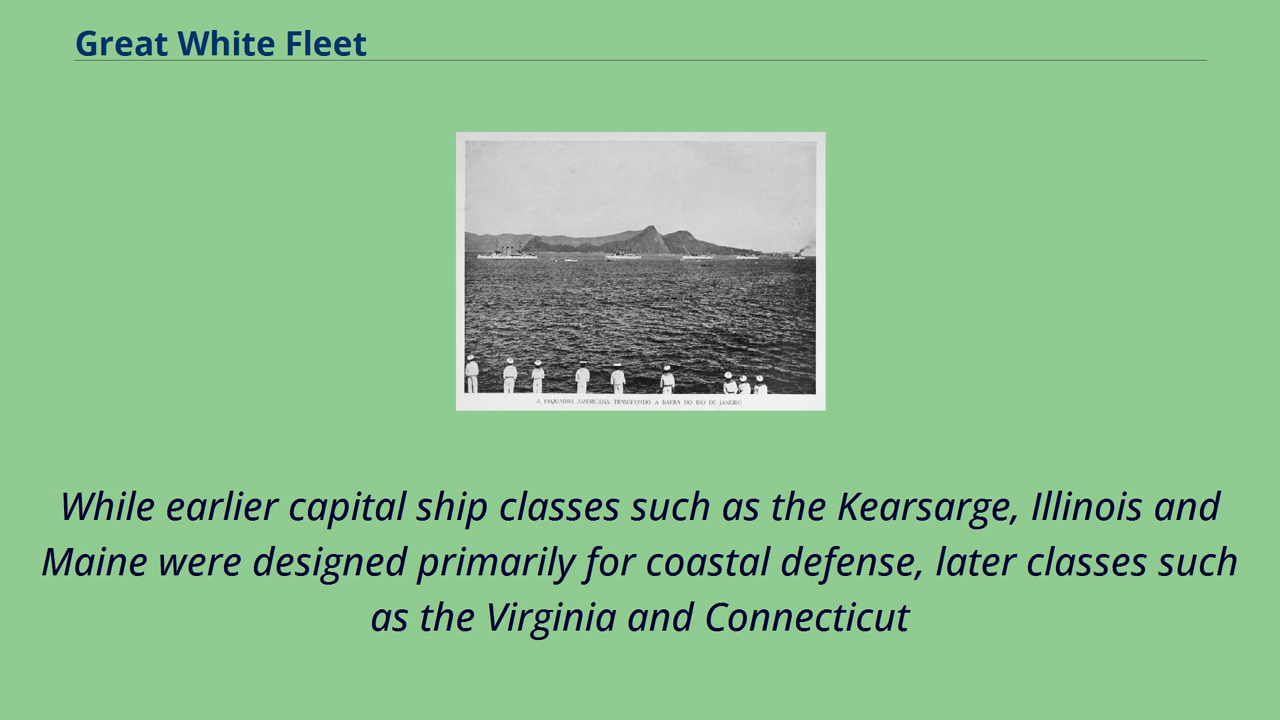 Great White Fleet
A ESQUADRA AMERICANA TRANSPONDO A BARRA DO RIO DE JANEIRO
While earlier capital ship classes such as the Kearsarge, Illinois and
Maine were designed primarily for coastal defense, later classes such
as the Virginia and Connecticut